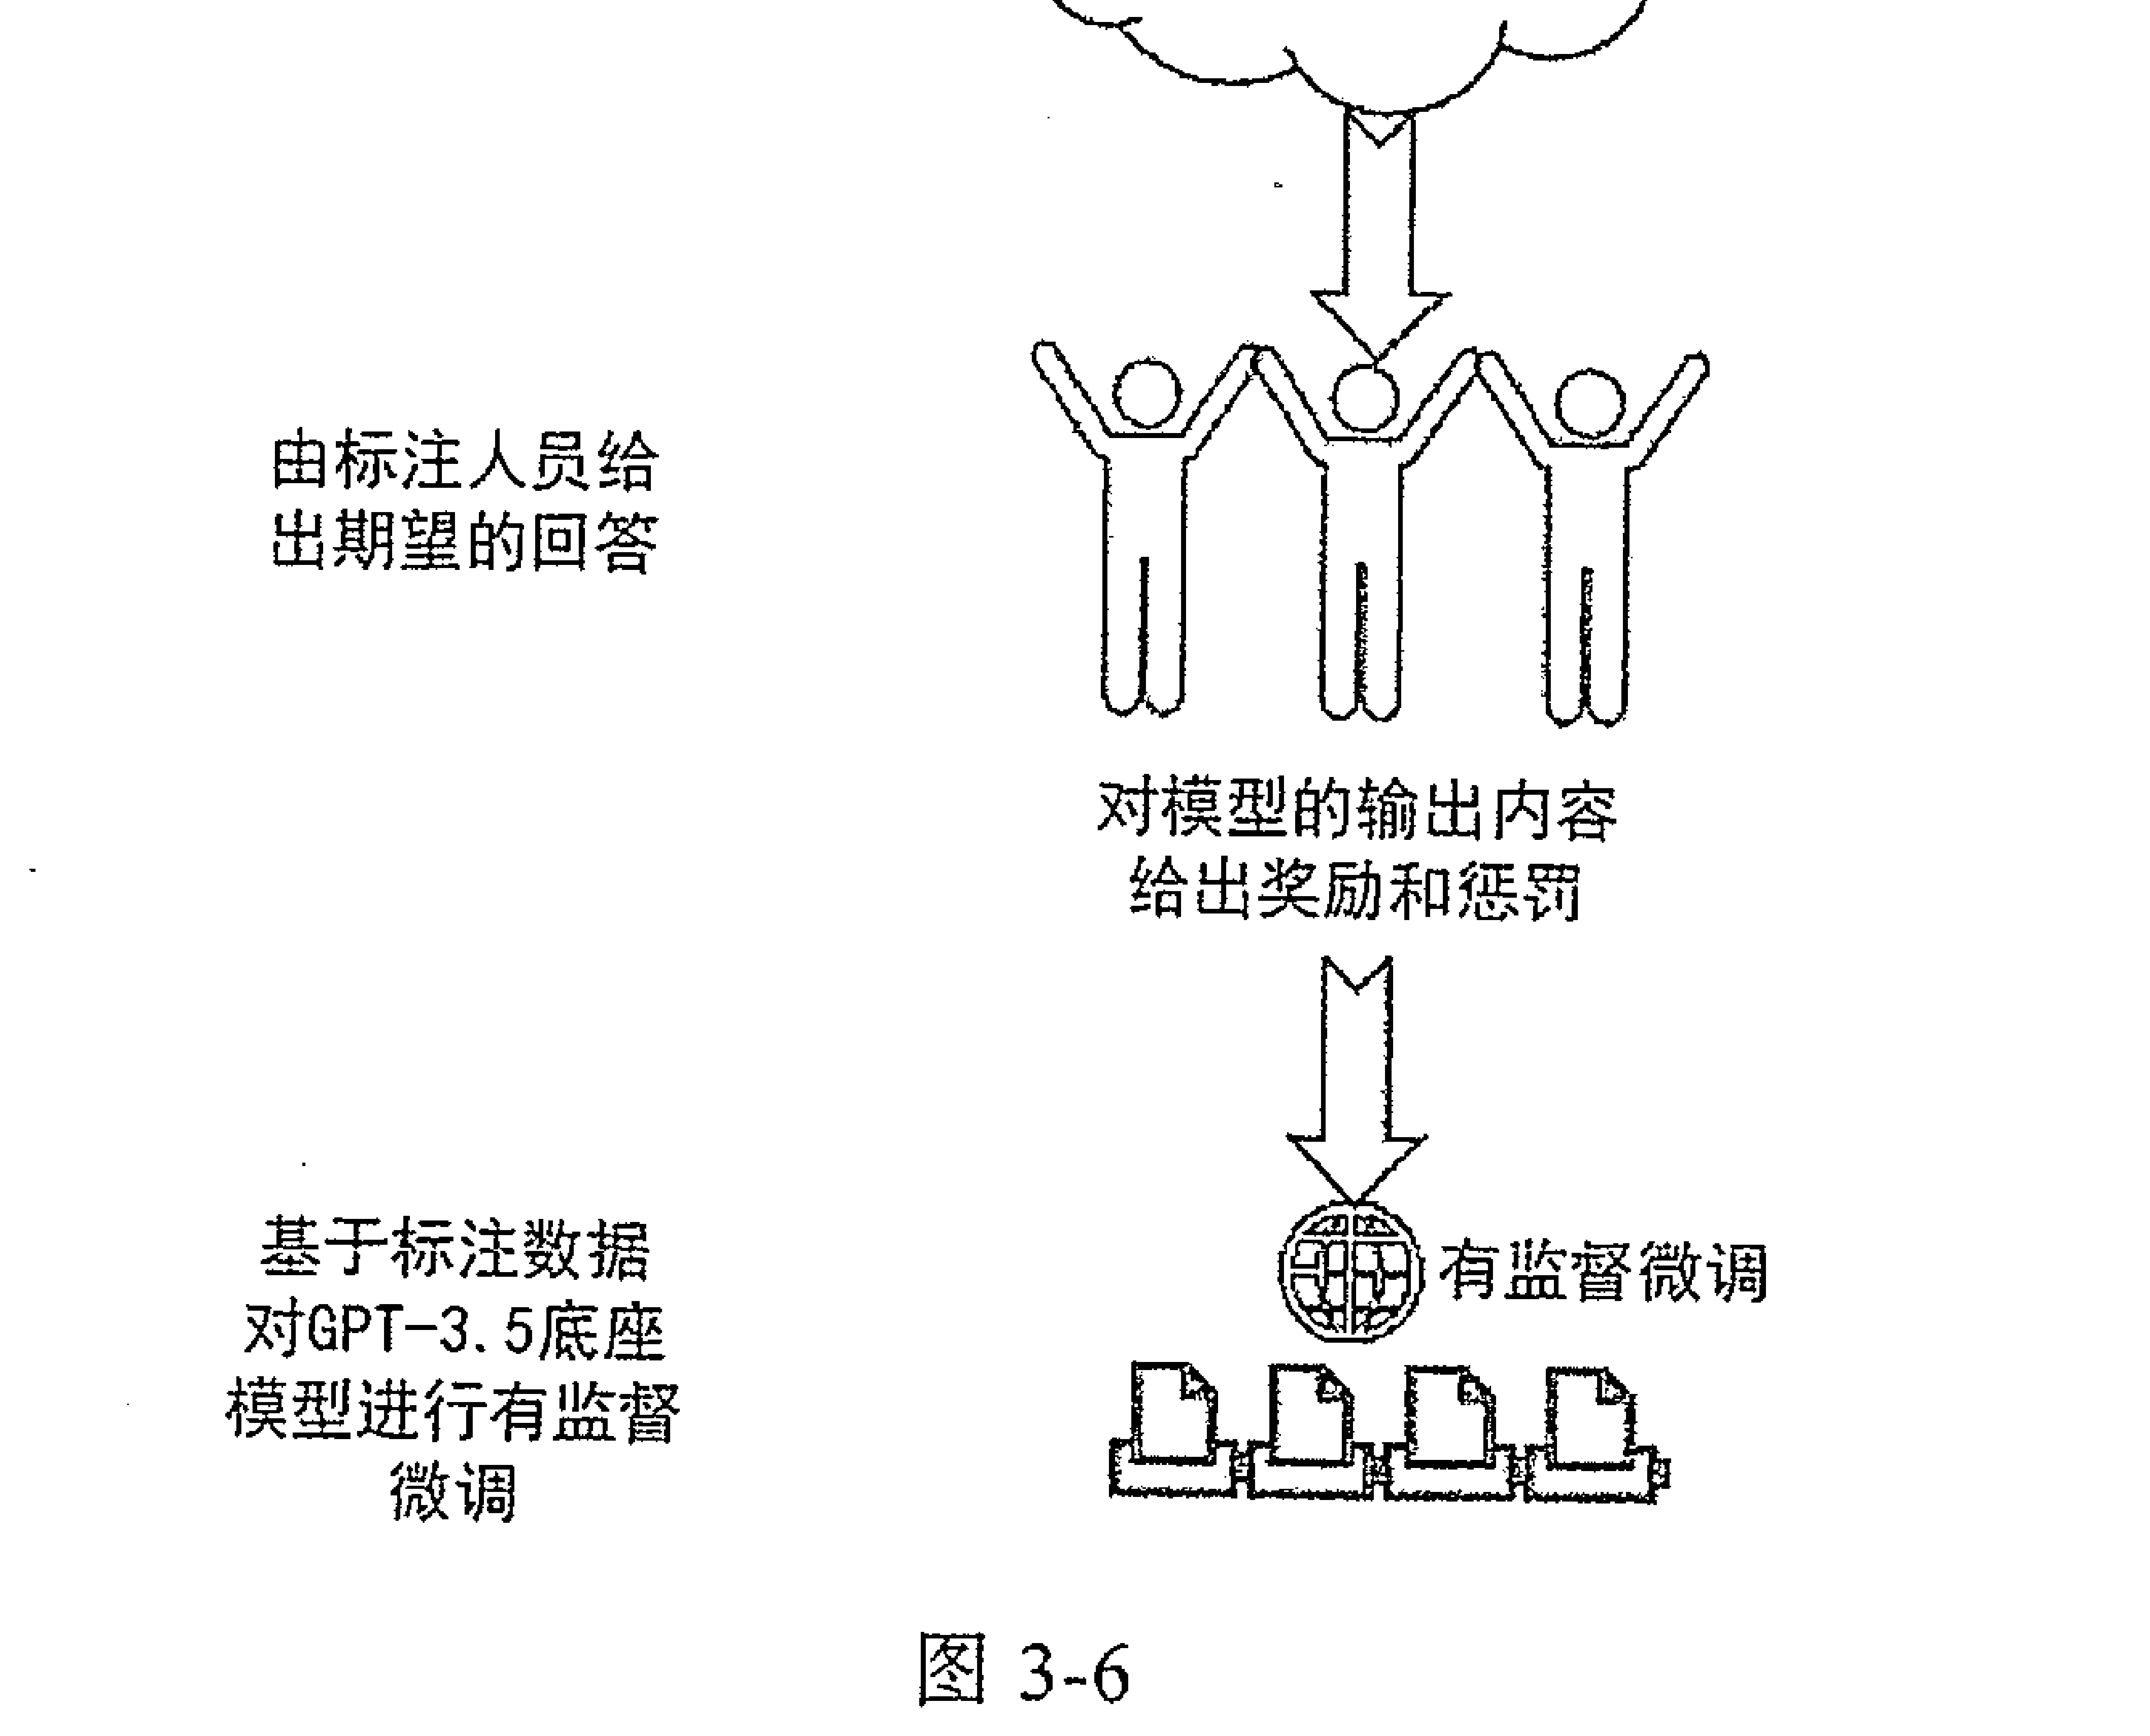 由标注人员给
出期望的回答
对模型的输出内容
给出奖励和惩罚
有监督微调
基于标注数据
对GPT-3.5底座
模型进行有监督
微调
图 3-6